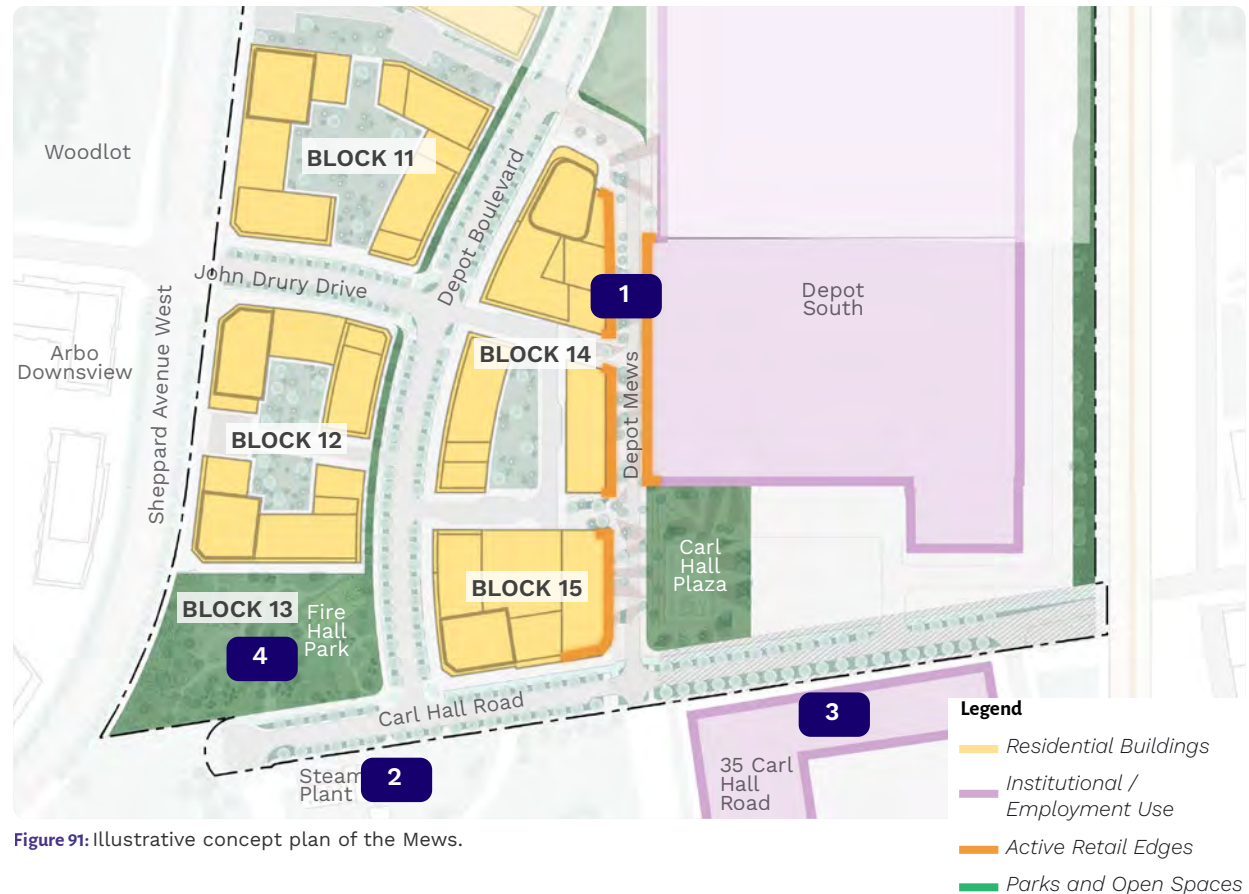 Woodlot
BLOCK 11
Depot Boulevard
John Drury Drive
1
Depot
South
Sheppard Avenue West
Arbo
Downsview
BLOCK 14
Depot Mews
BLOCK 12
Carl
Hall
Plaza
BLOCK 15
BLOCK 13
Fire
Hall
Park
4
Carl Hall Road
3
Steam
Plant
2
35 Carl
Hall
Road
Legend
Residential Buildings
Institutional /
Employment Use
Active Retail Edges
Parks and Open Spaces
Figure 91: Illustrative concept plan of the Mews.